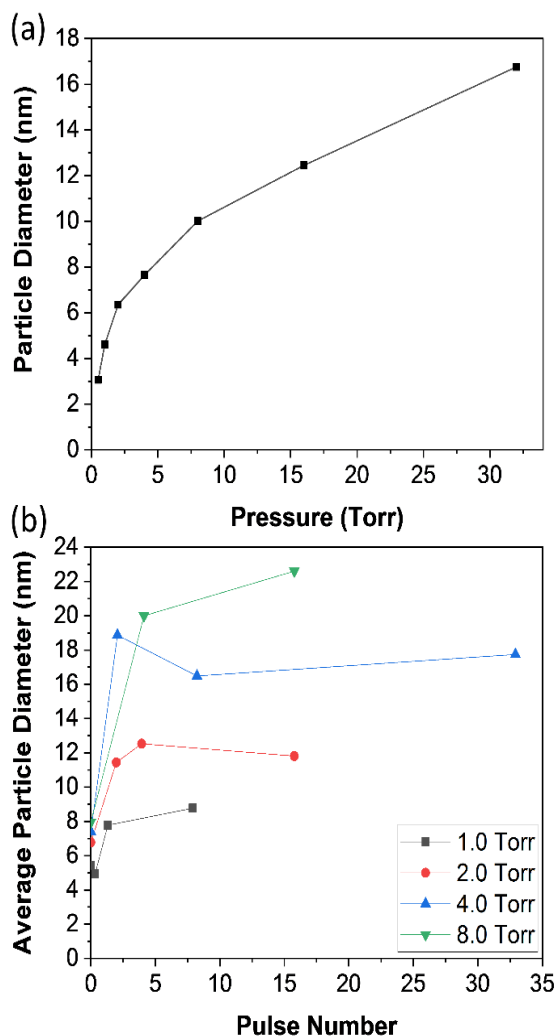 (a)
18
16
14
12
10
8
6
4
2
0
Particle Diameter (nm)
0 5 10 15 20 25 30
Pressure (Torr)
(b)
24
22
20
18
16
14
12
10
8
6
4
2
0
Average Particle Diameter (nm)
1.0 Torr
2.0 Torr
4.0 Torr
8.0 Torr
0 5 10 15 20 25 30 35
Pulse Number